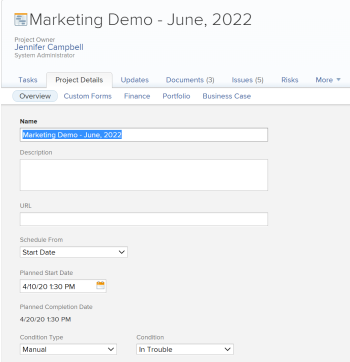 Marketing Demo - June, 2022
Project Owner
Jennifer Campbell
System Administrator
Tasks Project Details Updates Documents (3) Issues (5) Risks More
Overview Custom Forms Finance Portfolio Business Case
Name
Marketing Demo - June, 2022
Description
URL
Schedule From
Start Date
Planned Start Date
4/10/20 1:30 PM
Planned Completion Date
4/20/20 1:30 PM
Condition Type Condition
Manual In Trouble